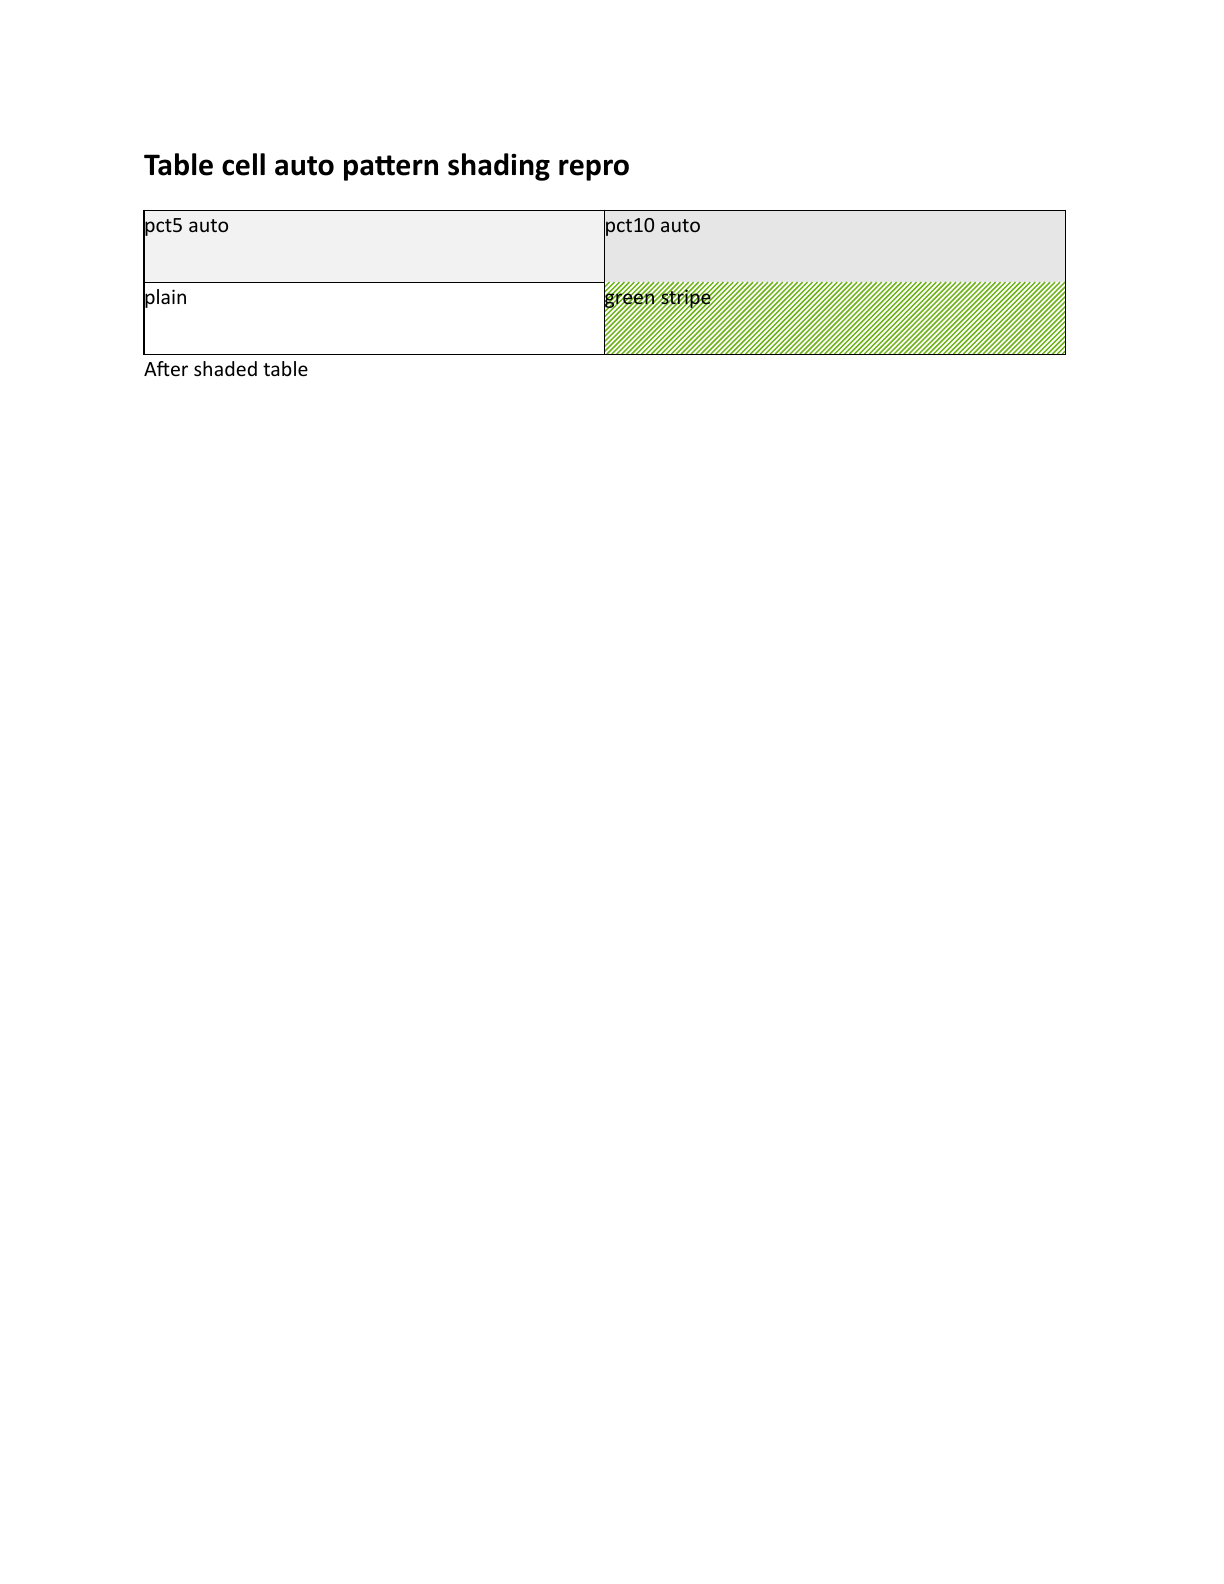 Table cell auto pattern shading repro
pct5 auto
pct10 auto
plain
green stripe
After shaded table